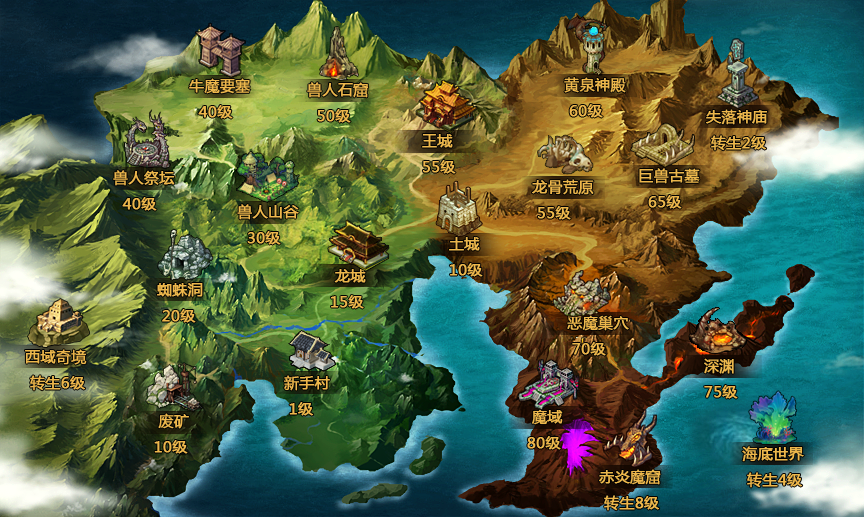 牛魔要塞
40级
兽人石窟
50级
黄泉神殿
60级
失落神庙
转生2级
王城
55级
兽人祭坛
40级
龙骨荒原
55级
巨兽古墓
65级
兽人山谷
30级
土城
10级
龙城
15级
蜘蛛洞
20级
恶魔巢穴
70级
西域奇境
转生6级
新手村
1级
深渊
75级
废矿
10级
魔域
80级
海底世界
转生4级
赤炎魔窟
转生8级